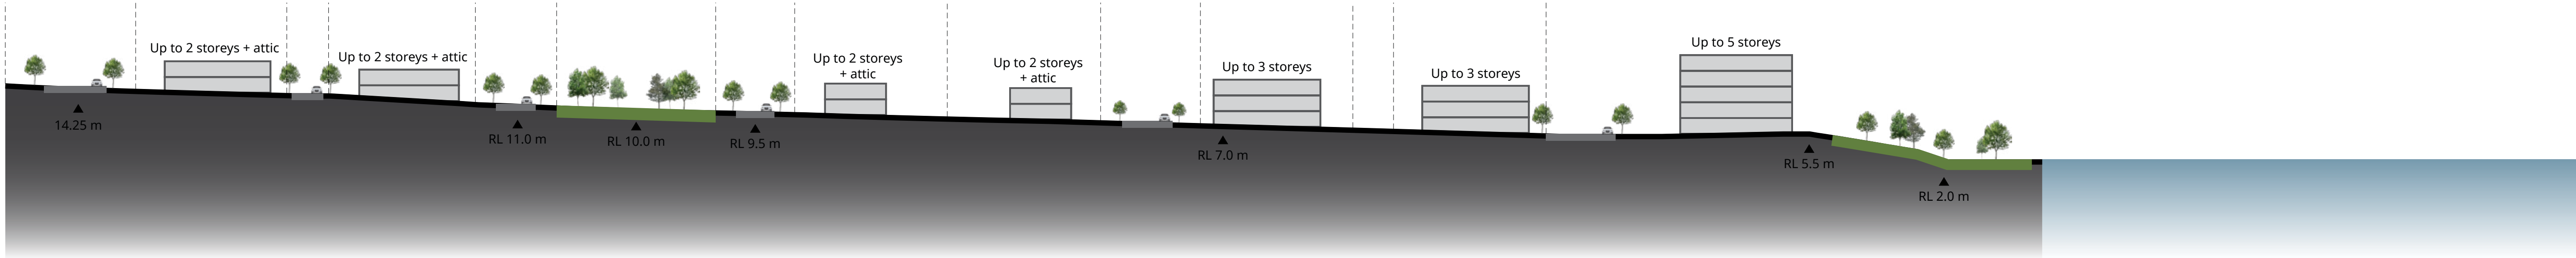 Up to 2 storeys + attic
Up to 2 storeys + attic
Up to 2 storeys
+ attic
Up to 2 storeys
+ attic
Up to 3 storeys
Up to 3 storeys
Up to 5 storeys
14.25 m
RL 11.0 m
RL 10.0 m
RL 9.5 m
RL 7.0 m
RL 5.5 m
RL 2.0 m